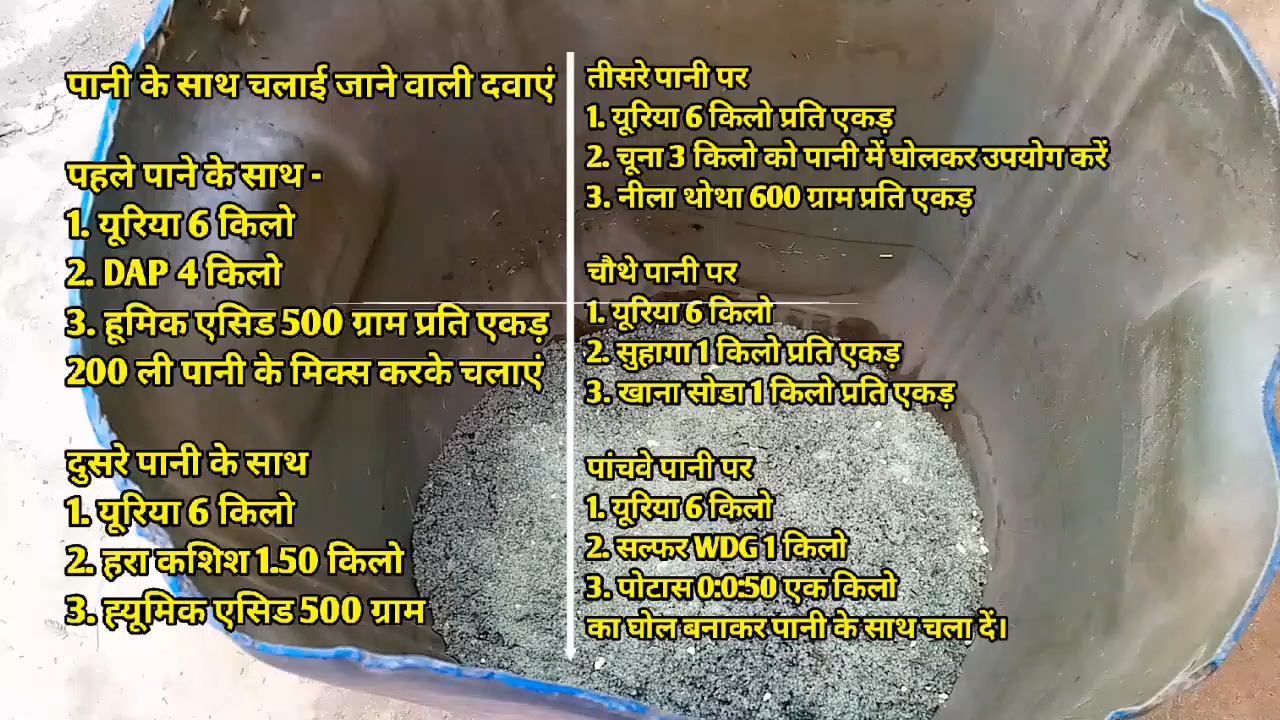 पानी के साथ चलाई जाने वाली दवाएं
पहले पाने के साथ -
1. यूरिया 6 किलो
2. DAP 4 किलो
3. हूमिक एसिड 500 ग्राम प्रति एकड़
200 ली पानी के मिक्स करके चलाएं
दुसरे पानी के साथ
1. यूरिया 6 किलो
2. हरा कशिश 1.50 किलो
3. ह्यूमिक एसिड 500 ग्राम
तीसरे पानी पर
1. यूरिया 6 किलो प्रति एकड़
2. चूना 3 किलो को पानी में घोलकर उपयोग करें
3. नीला थोथा 600 ग्राम प्रति एकड़
चौथे पानी पर
1. यूरिया 6 किलो
2. सुहागा 1 किलो प्रति एकड़
3. खाना सोडा 1 किलो प्रति एकड़
पांचवे पानी पर
1. यूरिया 6 किलो
2. सल्फर WDG 1 किलो
3. पोटास 0:0:50 एक किलो
का घोल बनाकर पानी के साथ चला दें।